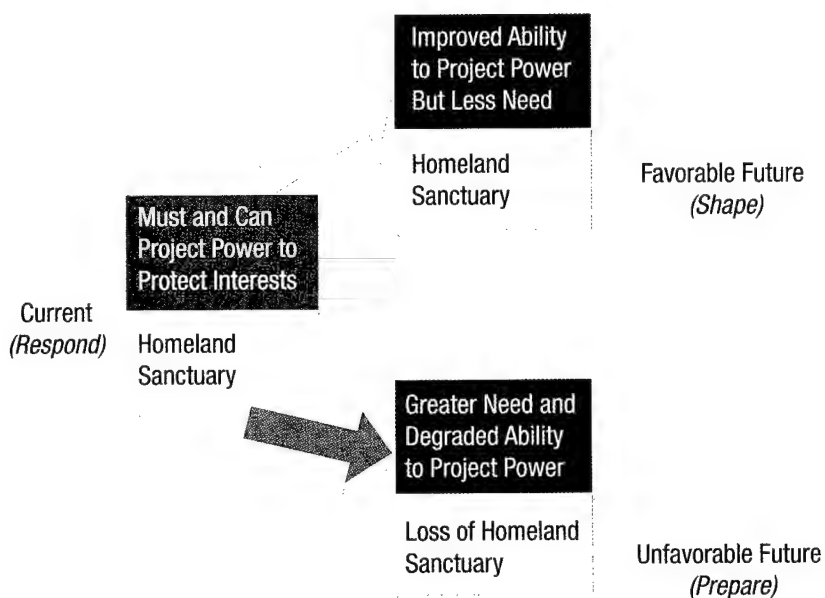 Improved Ability
to Project Power
But Less Need
Homeland
Sanctuary
Favorable Future
(Shape)
Must and Can
Project Power to
Protect Interests
Current
(Respond)
Homeland
Sanctuary
Greater Need and
Degraded Ability
to Project Power
Loss of Homeland
Sanctuary
Unfavorable Future
(Prepare)